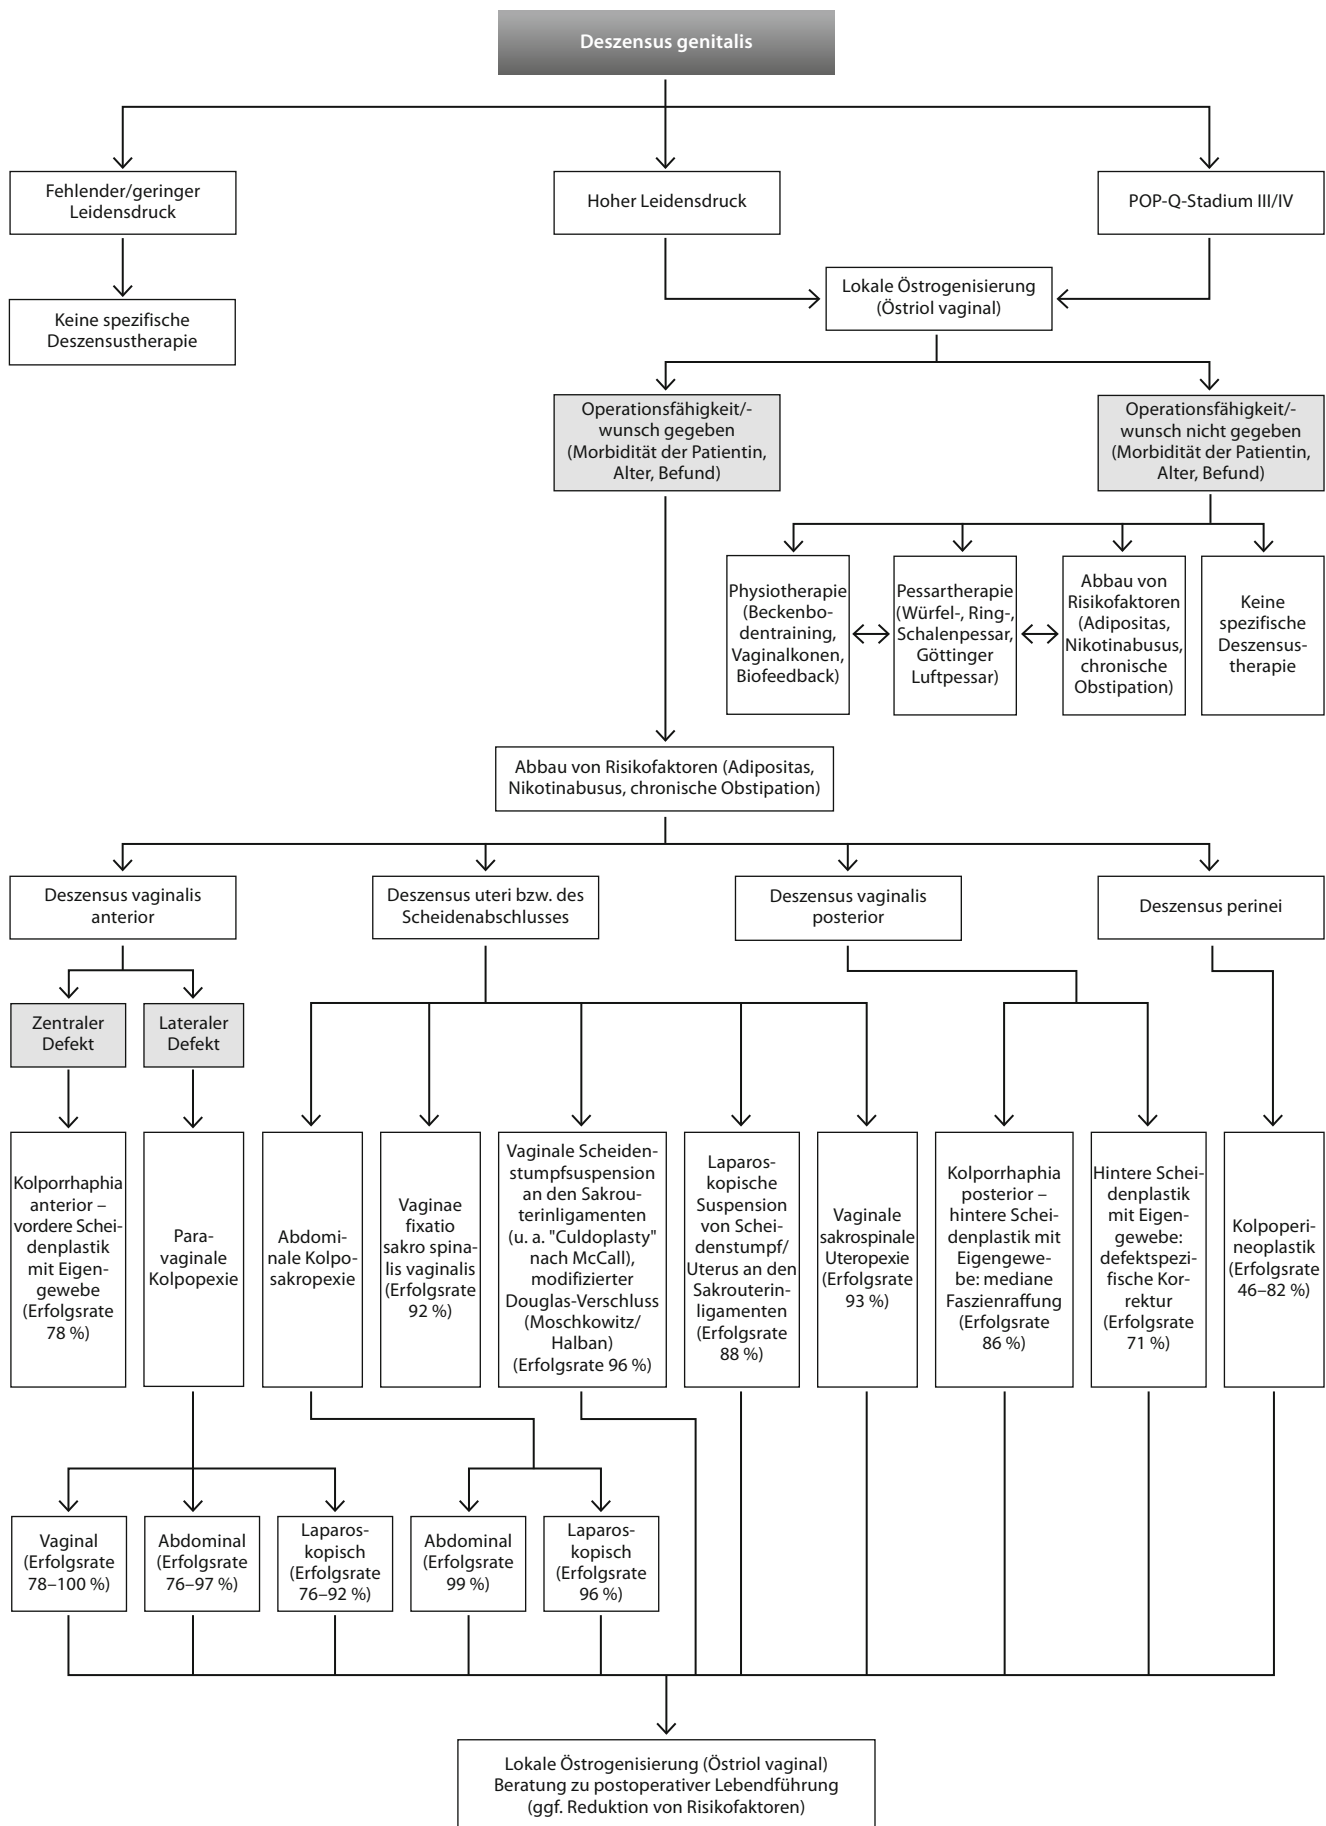 Deszensus genitalis
Fehlender/geringer
Leidensdruck
Hoher Leidensdruck
POP-Q-Stadium III/IV
Keine spezifische
Deszensustherapie
Lokale Östrogenisierung
(Östriol vaginal)
Operationsfähigkeit/-
wunsch gegeben
(Morbidität der Patientin,
Alter, Befund)
Operationsfähigkeit/-
wunsch nicht gegeben
(Morbidität der Patientin,
Alter, Befund)
Physiotherapie
(Beckenbo-
dentraining,
Vaginalkonen,
Biofeedback)
Pessartherapie
(Würfel-, Ring-,
Schalenpessar,
Göttinger
Luftpessar)
Abbau von
Risikofaktoren
(Adipositas,
Nikotinabusus,
chronische
Obstipation)
Keine
spezifische
Deszensus-
therapie
Abbau von Risikofaktoren (Adipositas,
Nikotinabusus, chronische Obstipation)
Deszensus vaginalis
anterior
Deszensus uteri bzw. des
Scheidenabschlusses
Deszensus vaginalis
posterior
Deszensus perinei
Zentraler
Defekt
Lateraler
Defekt
Kolporrhaphia
anterior –
vordere Schei-
denplastik
mit Eigen-
gewebe
(Erfolgsrate
78 %)
Para-
vaginale
Kolpopexie
Abdomi-
nale Kolpo-
sakropexie
Vaginae
fixatio
sakro spina-
lis vaginalis
(Erfolgsrate
92 %)
Vaginale Scheiden-
stumpfsuspension
an den Sakrou-
terinligamenten
(u. a. "Culdoplasty"
nach McCall),
modifizierter
Douglas-Verschluss
(Moschkowitz/
Halban)
(Erfolgsrate 96 %)
Laparos-
kopische
Suspension
von Schei-
denstumpf/
Uterus an den
Sakrouterin-
ligamenten
(Erfolgsrate
88 %)
Vaginale
sakrospinale
Uteropexie
(Erfolgsrate
93 %)
Kolporrhaphia
posterior –
hintere Schei-
denplastik mit
Eigengewe-
be: mediane
Faszienraffung
(Erfolgsrate
86 %)
Hintere Schei-
denplastik
mit Eigen-
gewebe:
defektspezi-
fische Kor-
rektur
(Erfolgsrate
71 %)
Kolpoperi-
neoplastik
(Erfolgsrate
46–82 %)
Vaginal
(Erfolgsrate
78–100 %)
Abdominal
(Erfolgsrate
76–97 %)
Laparos-
kopisch
(Erfolgsrate
76–92 %)
Abdominal
(Erfolgsrate
99 %)
Laparos-
kopisch
(Erfolgsrate
96 %)
Lokale Östrogenisierung (Östriol vaginal)
Beratung zu postoperativer Lebendführung
(ggf. Reduktion von Risikofaktoren)